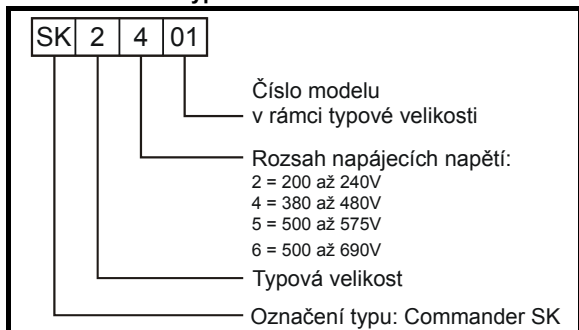 SK 2 4 01
Číslo modelu
v rámci typové velikosti
Rozsah napájecích napětí:
2 = 200 až 240V
4 = 380 až 480V
5 = 500 až 575V
6 = 500 až 690V
Typová velikost
Označení typu: Commander SK